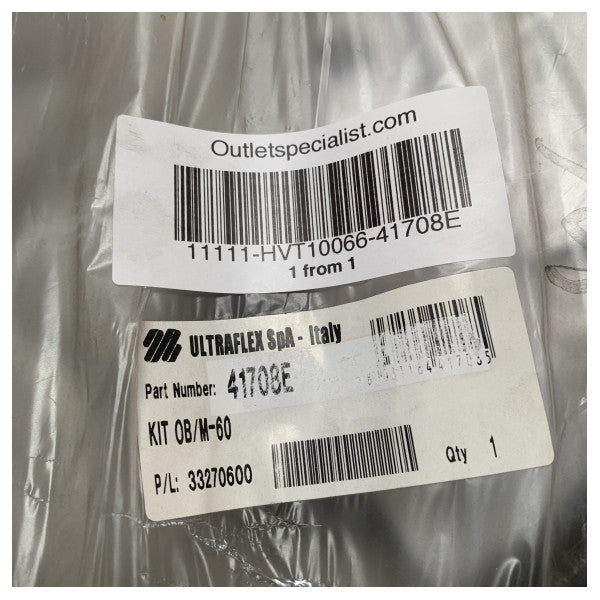 Outletspecialist.com
11111-HVT10066-41708E
1 from 1
ULTRAFLEX SpA - Italy
Part Number: 41708E
KIT OB/M-60
P/L: 33270600
Qty 1